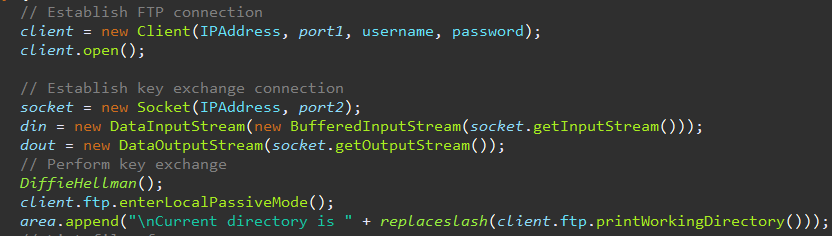 // Establish FTP connection
client = new Client(IPAddress, port1, username, password);
client.open();
// Establish key exchange connection
socket = new Socket(IPAddress, port2);
din = new DataInputStream(new BufferedInputStream(socket.getInputStream()));
dout = new DataOutputStream(socket.getOutputStream());
// Perform key exchange
DiffieHellman();
client.ftp.enterLocalPassiveMode();
area.append("\nCurrent directory is " + replaceslash(client.ftp.printWorkingDirectory()));